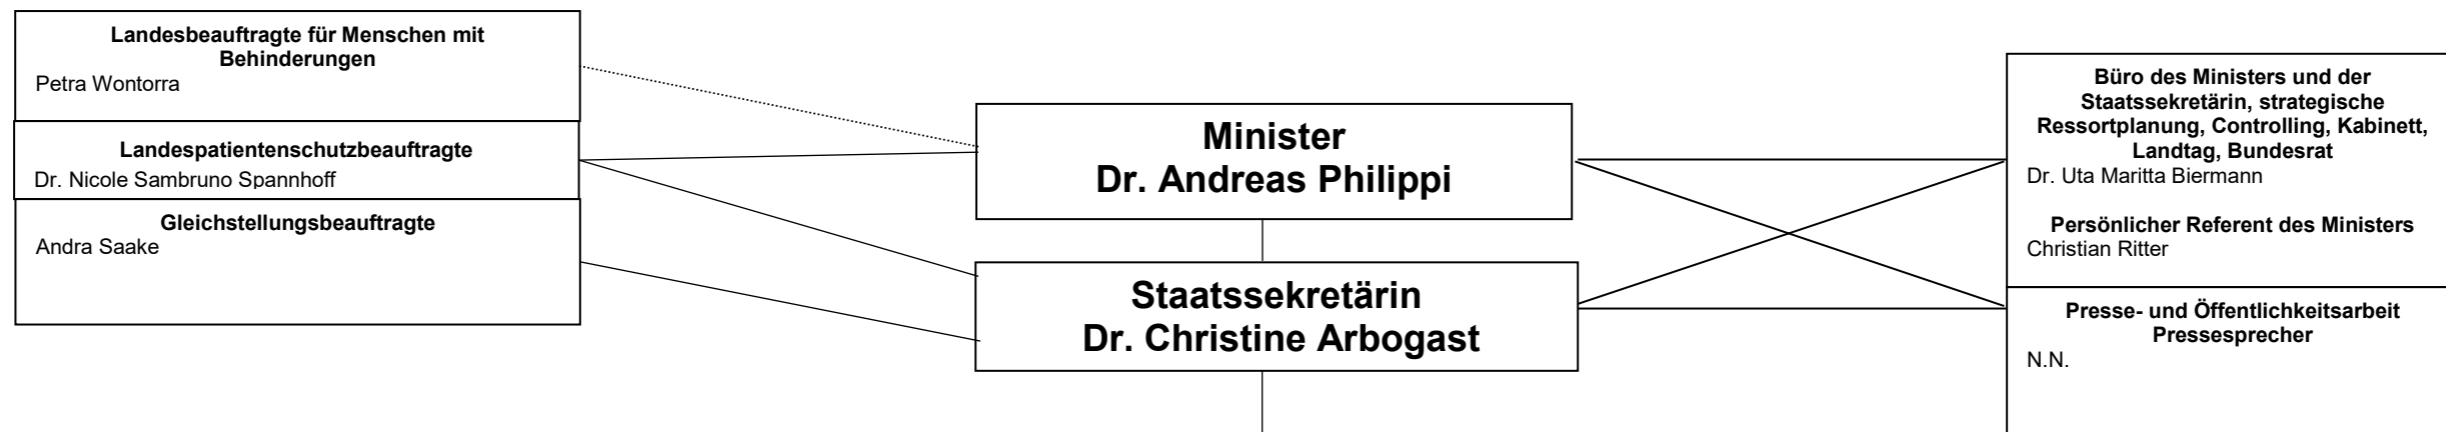 Landesbeauftragte für Menschen mit
Behinderungen
Petra Wontorra
Landespatientenschutzbeauftragte
Dr. Nicole Sambruno Spannhoff
Gleichstellungsbeauftragte
Andra Saake
Minister
Dr. Andreas Philippi
Staatssekretärin
Dr. Christine Arbogast
Büro des Ministers und der
Staatssekretärin, strategische
Ressortplanung, Controlling, Kabinett,
Landtag, Bundesrat
Dr. Uta Maritta Biermann
Persönlicher Referent des Ministers
Christian Ritter
Presse- und Öffentlichkeitsarbeit
Pressesprecher
N.N.